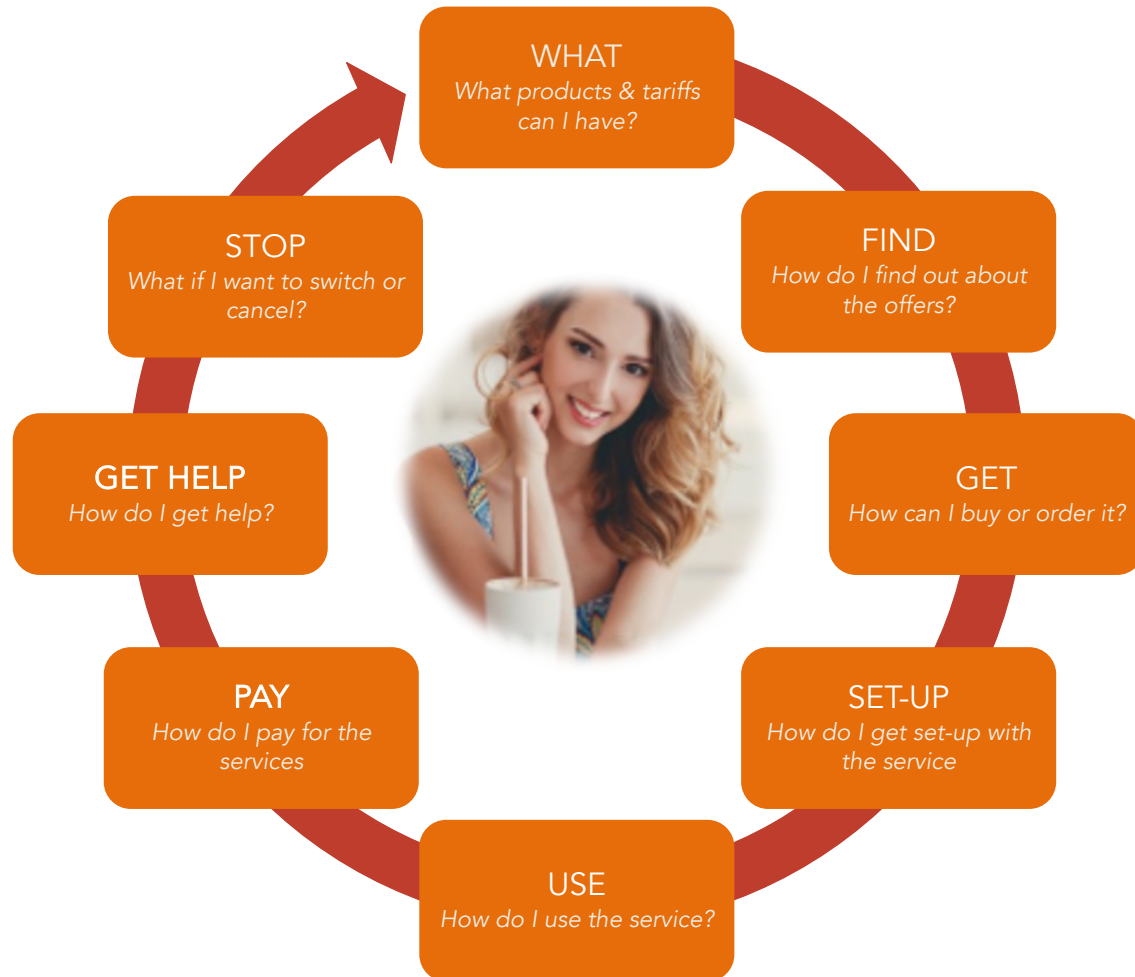 WHAT
What products & tariffs
can I have?
FIND
How do I find out about
the offers?
GET
How can I buy or order it?
SET-UP
How do I get set-up with
the service
USE
How do I use the service?
PAY
How do I pay for the
services
GET HELP
How do I get help?
STOP
What if I want to switch or
cancel?